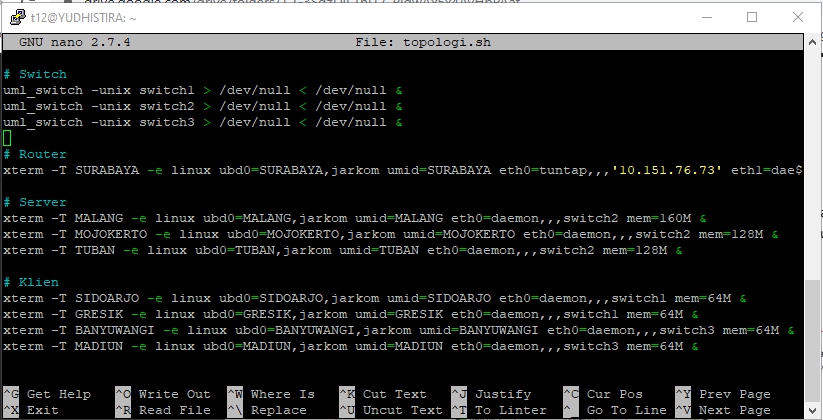 t12@YUDHISTIRA: ~
GNU nano 2.7.4 File: topologi.sh
# Switch
uml_switch -unix switch1 > /dev/null < /dev/null &
uml_switch -unix switch2 > /dev/null < /dev/null &
uml_switch -unix switch3 > /dev/null < /dev/null &
# Router
xterm -T SURABAYA -e linux ubd0=SURABAYA,jarkom umid=SURABAYA eth0=tuntap,,,'10.151.76.73' eth1=dae$
# Server
xterm -T MALANG -e linux ubd0=MALANG,jarkom umid=MALANG eth0=daemon,,,switch2 mem=160M &
xterm -T MOJOKERTO -e linux ubd0=MOJOKERTO,jarkom umid=MOJOKERTO eth0=daemon,,,switch2 mem=128M &
xterm -T TUBAN -e linux ubd0=TUBAN,jarkom umid=TUBAN eth0=daemon,,,switch2 mem=128M &
# Klien
xterm -T SIDOARJO -e linux ubd0=SIDOARJO,jarkom umid=SIDOARJO eth0=daemon,,,switch1 mem=64M &
xterm -T GRESIK -e linux ubd0=GRESIK,jarkom umid=GRESIK eth0=daemon,,,switch1 mem=64M &
xterm -T BANYUWANGI -e linux ubd0=BANYUWANGI,jarkom umid=BANYUWANGI eth0=daemon,,,switch3 mem=64M &
xterm -T MADIUN -e linux ubd0=MADIUN,jarkom umid=MADIUN eth0=daemon,,,switch3 mem=64M &
^G Get Help ^O Write Out ^W Where Is ^K Cut Text ^J Justify ^C Cur Pos ^Y Prev Page
^X Exit ^R Read File ^\ Replace ^U Uncut Text ^T To Linter ^_ Go To Line ^V Next Page